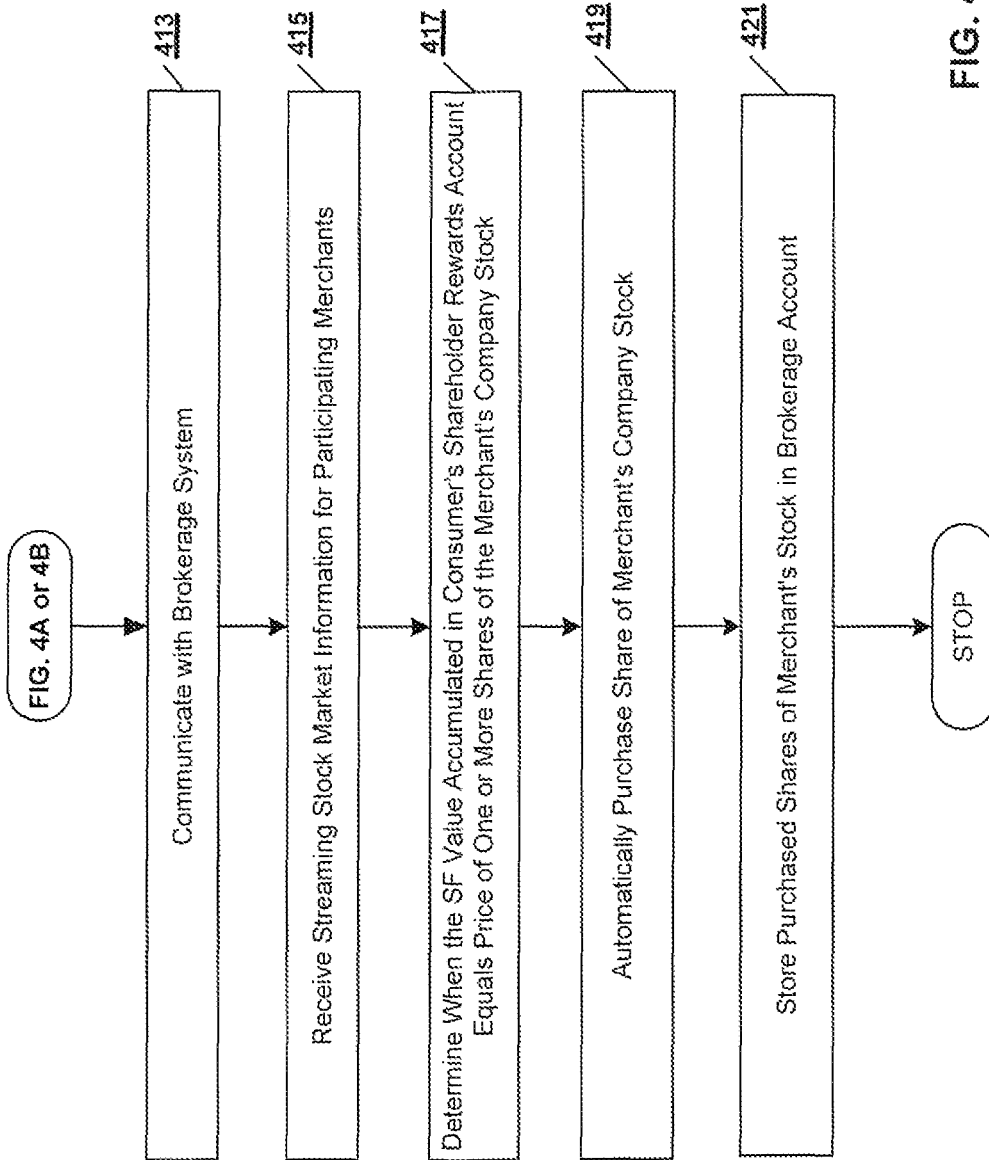 FIG. 4A or 4B
Communicate with Brokerage System
413
Receive Streaming Stock Market Information for Participating Merchants
415
Determine When the SF Value Accumulated in Consumer's Shareholder Rewards Account
Equals Price of One or More Shares of the Merchant's Company Stock
417
Automatically Purchase Share of Merchant's Company Stock
419
Store Purchased Shares of Merchant's Stock in Brokerage Account
421
STOP
FIG.